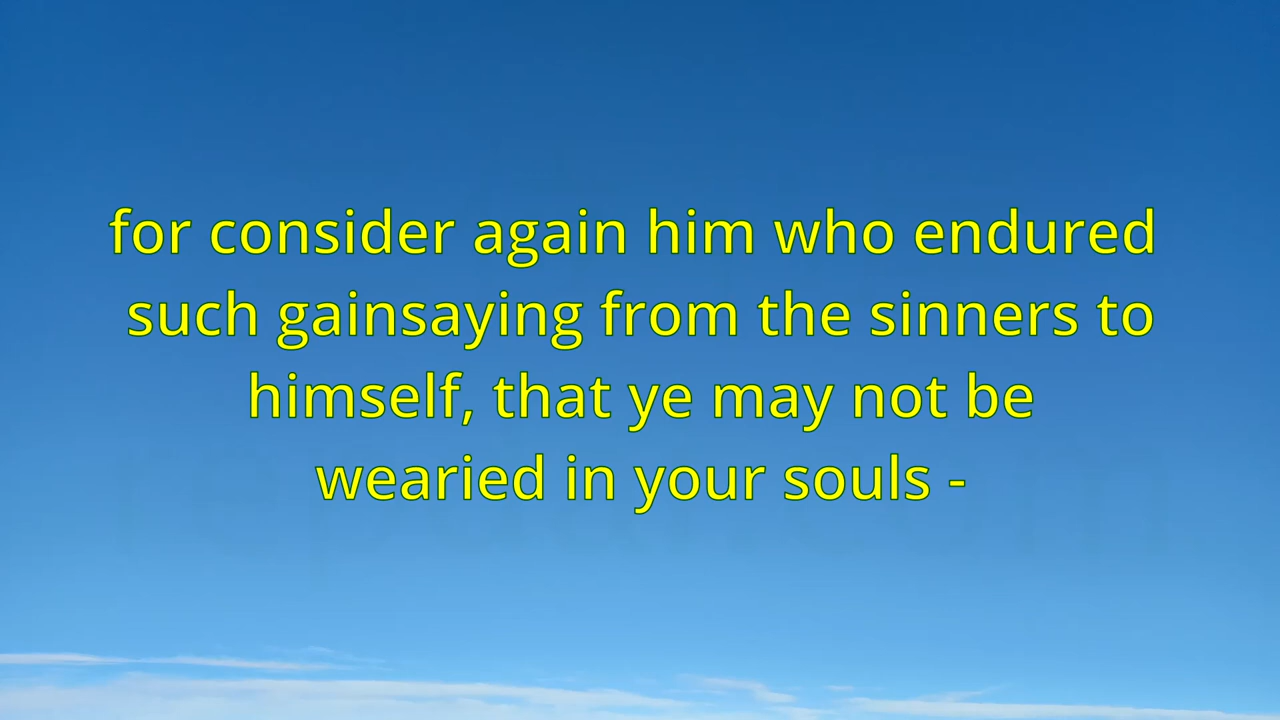 for consider again him who endured
such gainsaying from the sinners to
himself, that ye may not be
wearied in your souls -